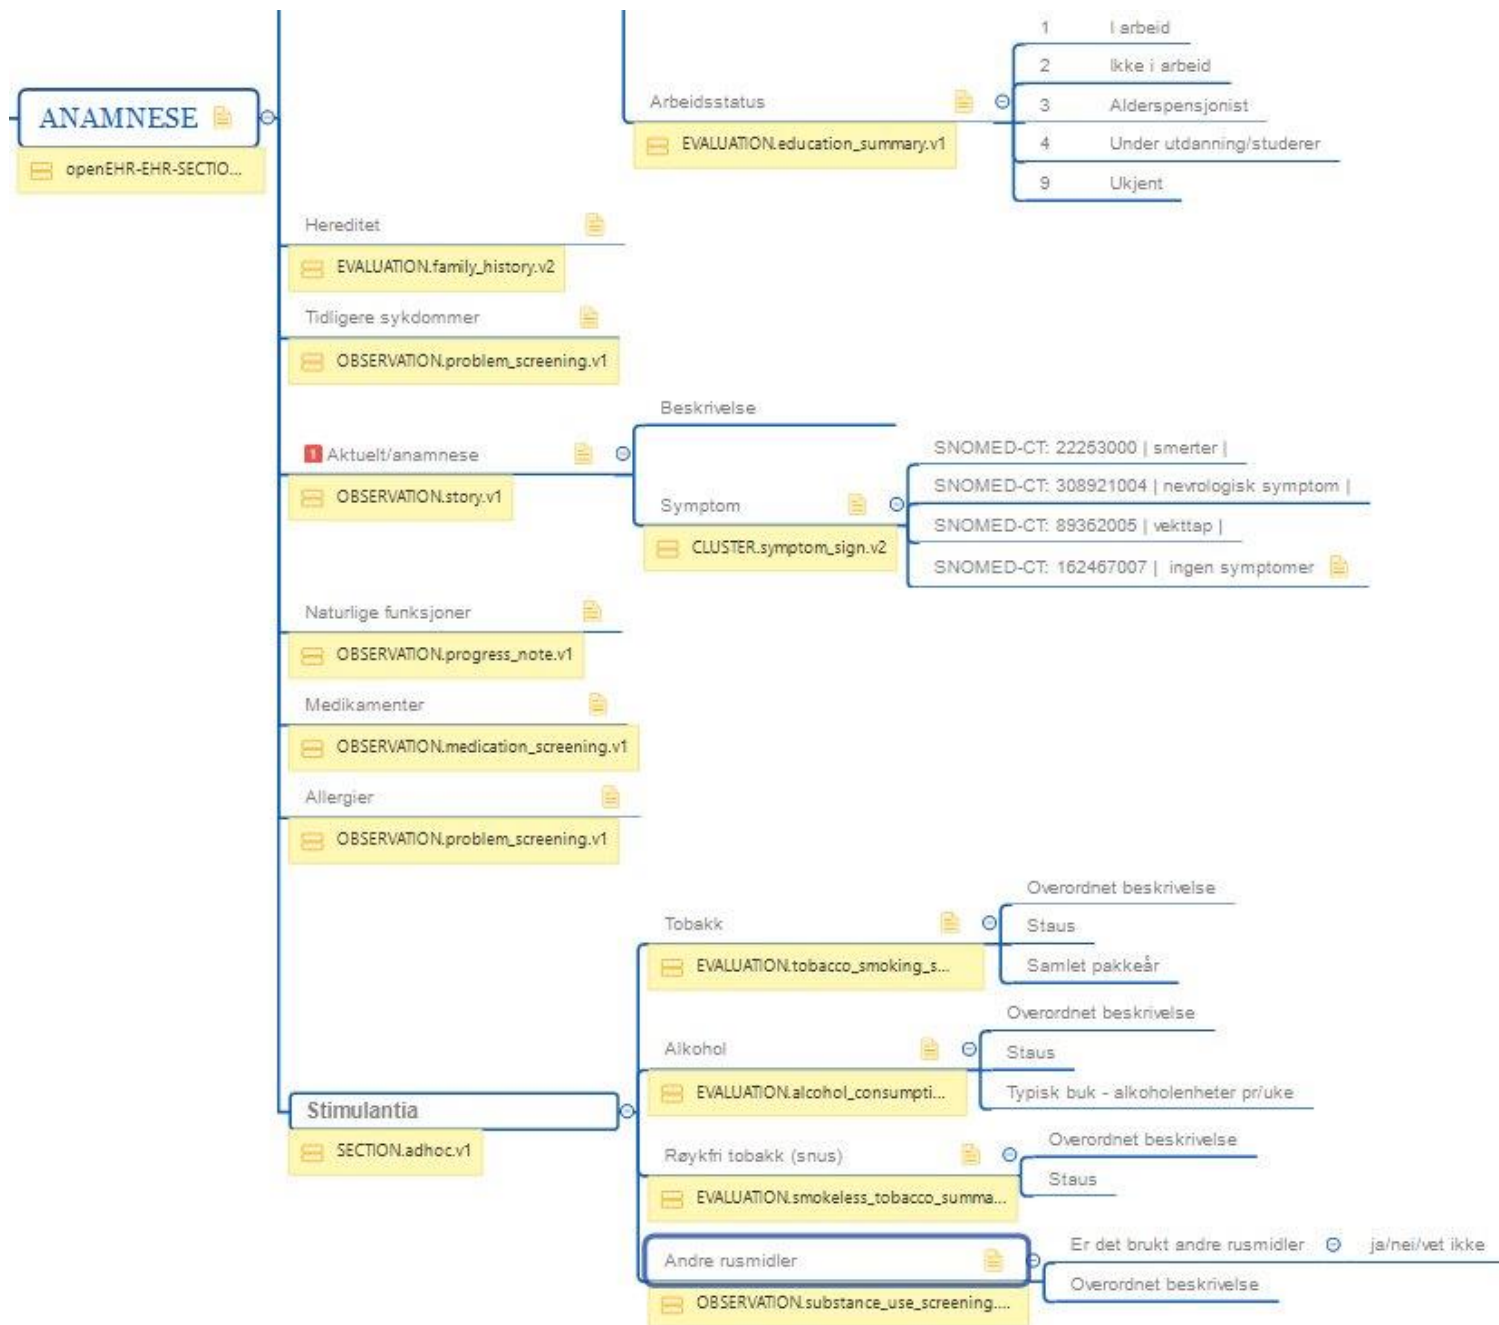 ANAMNESE
openEHR-EHR-SECTIO...
Arbeidsstatus
EVALUATION.education_summary.v1
1 I arbeid
2 Ikke i arbeid
3 Alderspensjonist
4 Under utdanning/studerer
9 Ukjent
Hereditet
EVALUATION.family_history.v2
Tidligere sykdommer
OBSERVATION.problem_screening.v1
1 Aktuelt/anamnese
OBSERVATION.story.v1
Beskrivelse
Symptom
CLUSTER.symptom_sign.v2
SNOMED-CT: 22253000 | smerter |
SNOMED-CT: 308921004 | nevrologisk symptom |
SNOMED-CT: 89362005 | vekttap |
SNOMED-CT: 162467007 | ingen symptomer
Naturlige funksjoner
OBSERVATION.progress_note.v1
Medikamenter
OBSERVATION.medication_screening.v1
Allergier
OBSERVATION.problem_screening.v1
Stimulantia
SECTION.adhoc.v1
Tobakk
EVALUATION.tobacco_smoking_s...
Overordnet beskrivelse
Staus
Samlet pakkeår
Alkohol
EVALUATION.alcohol_consumpti...
Overordnet beskrivelse
Staus
Typisk buk - alkoholenheter pr/uke
Røykfri tobakk (snus)
EVALUATION.smokeless_tobacco_summa...
Overordnet beskrivelse
Staus
Andre rusmidler
OBSERVATION.substance_use_screening....
Er det brukt andre rusmidler
ja/nei/vet ikke
Overordnet beskrivelse